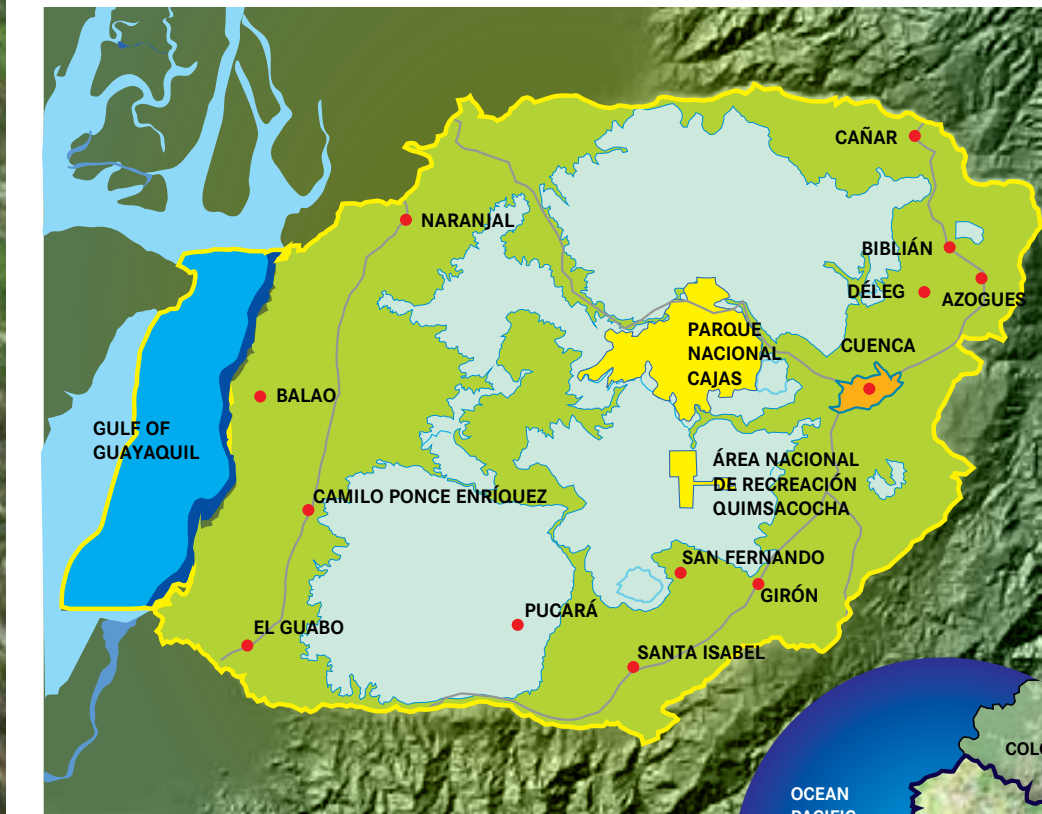 CAÑAR
NARANJAL
BIBLIÁN
DÉLEG
AZOGUES
PARQUE
NACIONAL
CAJAS
CUENCA
BALAO
GULF OF
GUAYAQUIL
ÁREA NACIONAL
DE RECREACIÓN
QUIMSACOCHA
CAMILO PONCE ENRÍQUEZ
SAN FERNANDO
GIRÓN
PUCARÁ
EL GUABO
SANTA ISABEL
COLO
OCEAN
PACIFIC